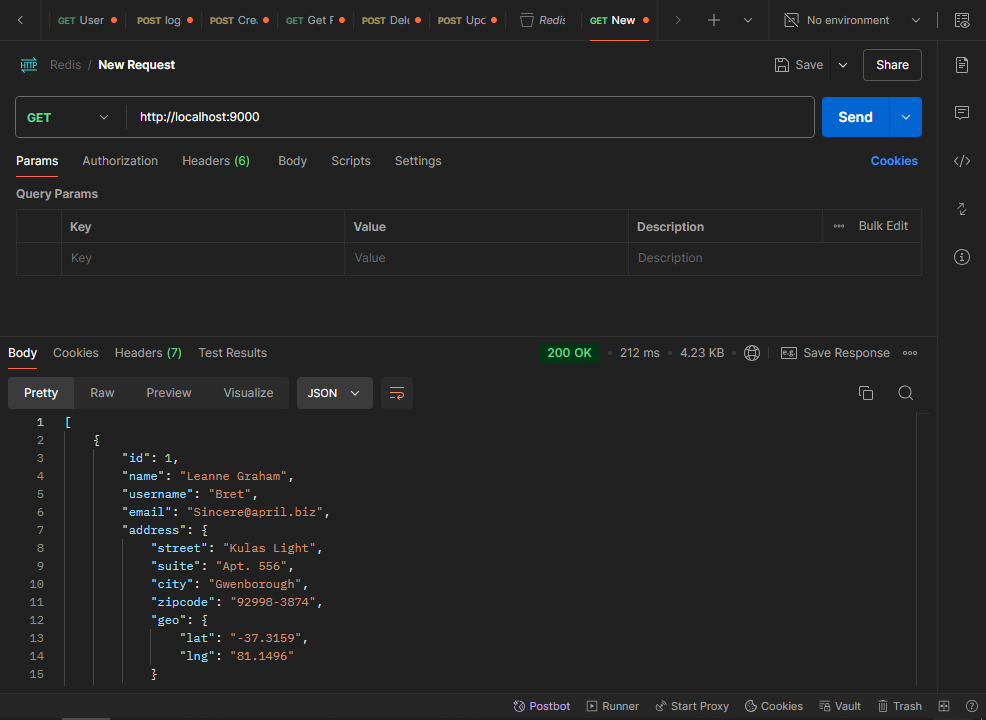 GET User POST log POST Cre GET Get F POST Dele POST Upd Redis GET New No environment
HTTP Redis / New Request Save Share
GET http://localhost:9000 Send
Params Authorization Headers (6) Body Scripts Settings Cookies
Query Params
Key Value Description Bulk Edit
Key Value Description
Body Cookies Headers (7) Test Results 200 OK 212 ms 4.23 KB e.g. Save Response
Pretty Raw Preview Visualize JSON
1 [
2 {
3 "id": 1,
4 "name": "Leanne Graham",
5 "username": "Bret",
6 "email": "Sincere@april.biz",
7 "address": {
8 "street": "Kulas Light",
9 "suite": "Apt. 556",
10 "city": "Gwenborough",
11 "zipcode": "92998-3874",
12 "geo": {
13 "lat": "-37.3159",
14 "lng": "81.1496"
15 }
Postbot Runner Start Proxy Cookies Vault Trash